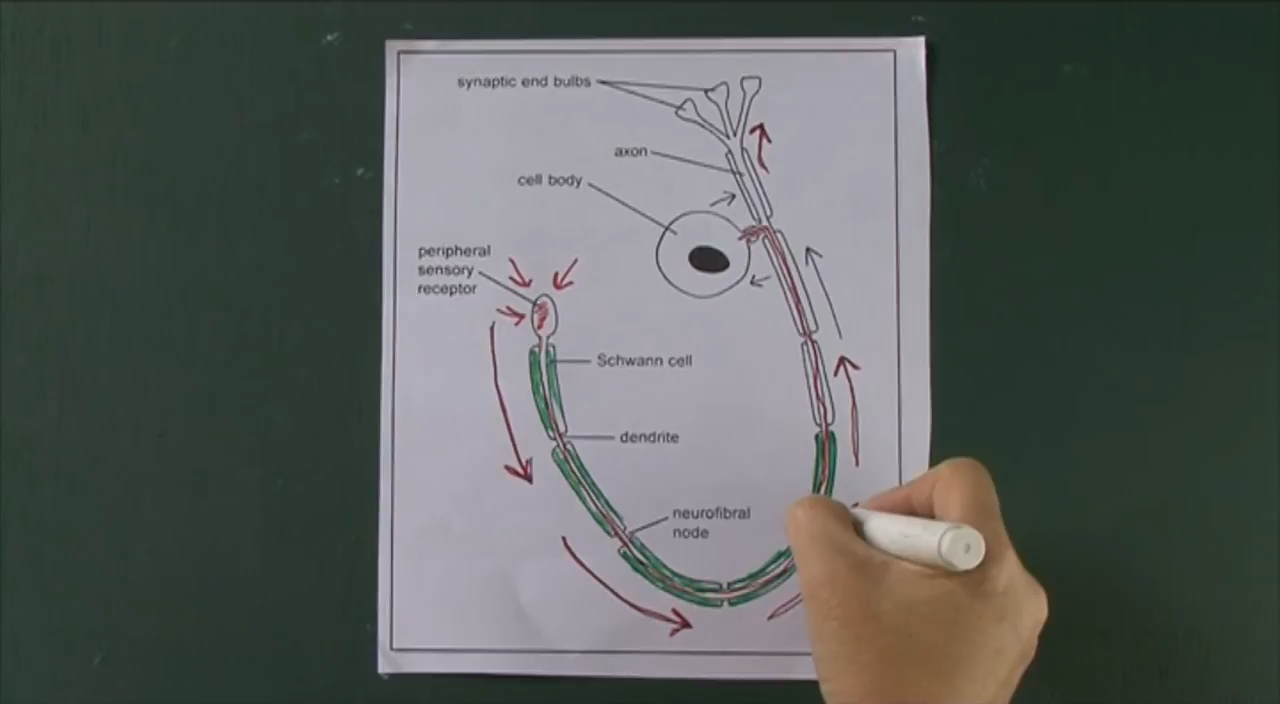 synaptic end bulbs
axon
cell body
peripheral
sensory
receptor
Schwann cell
dendrite
neurofibral
node